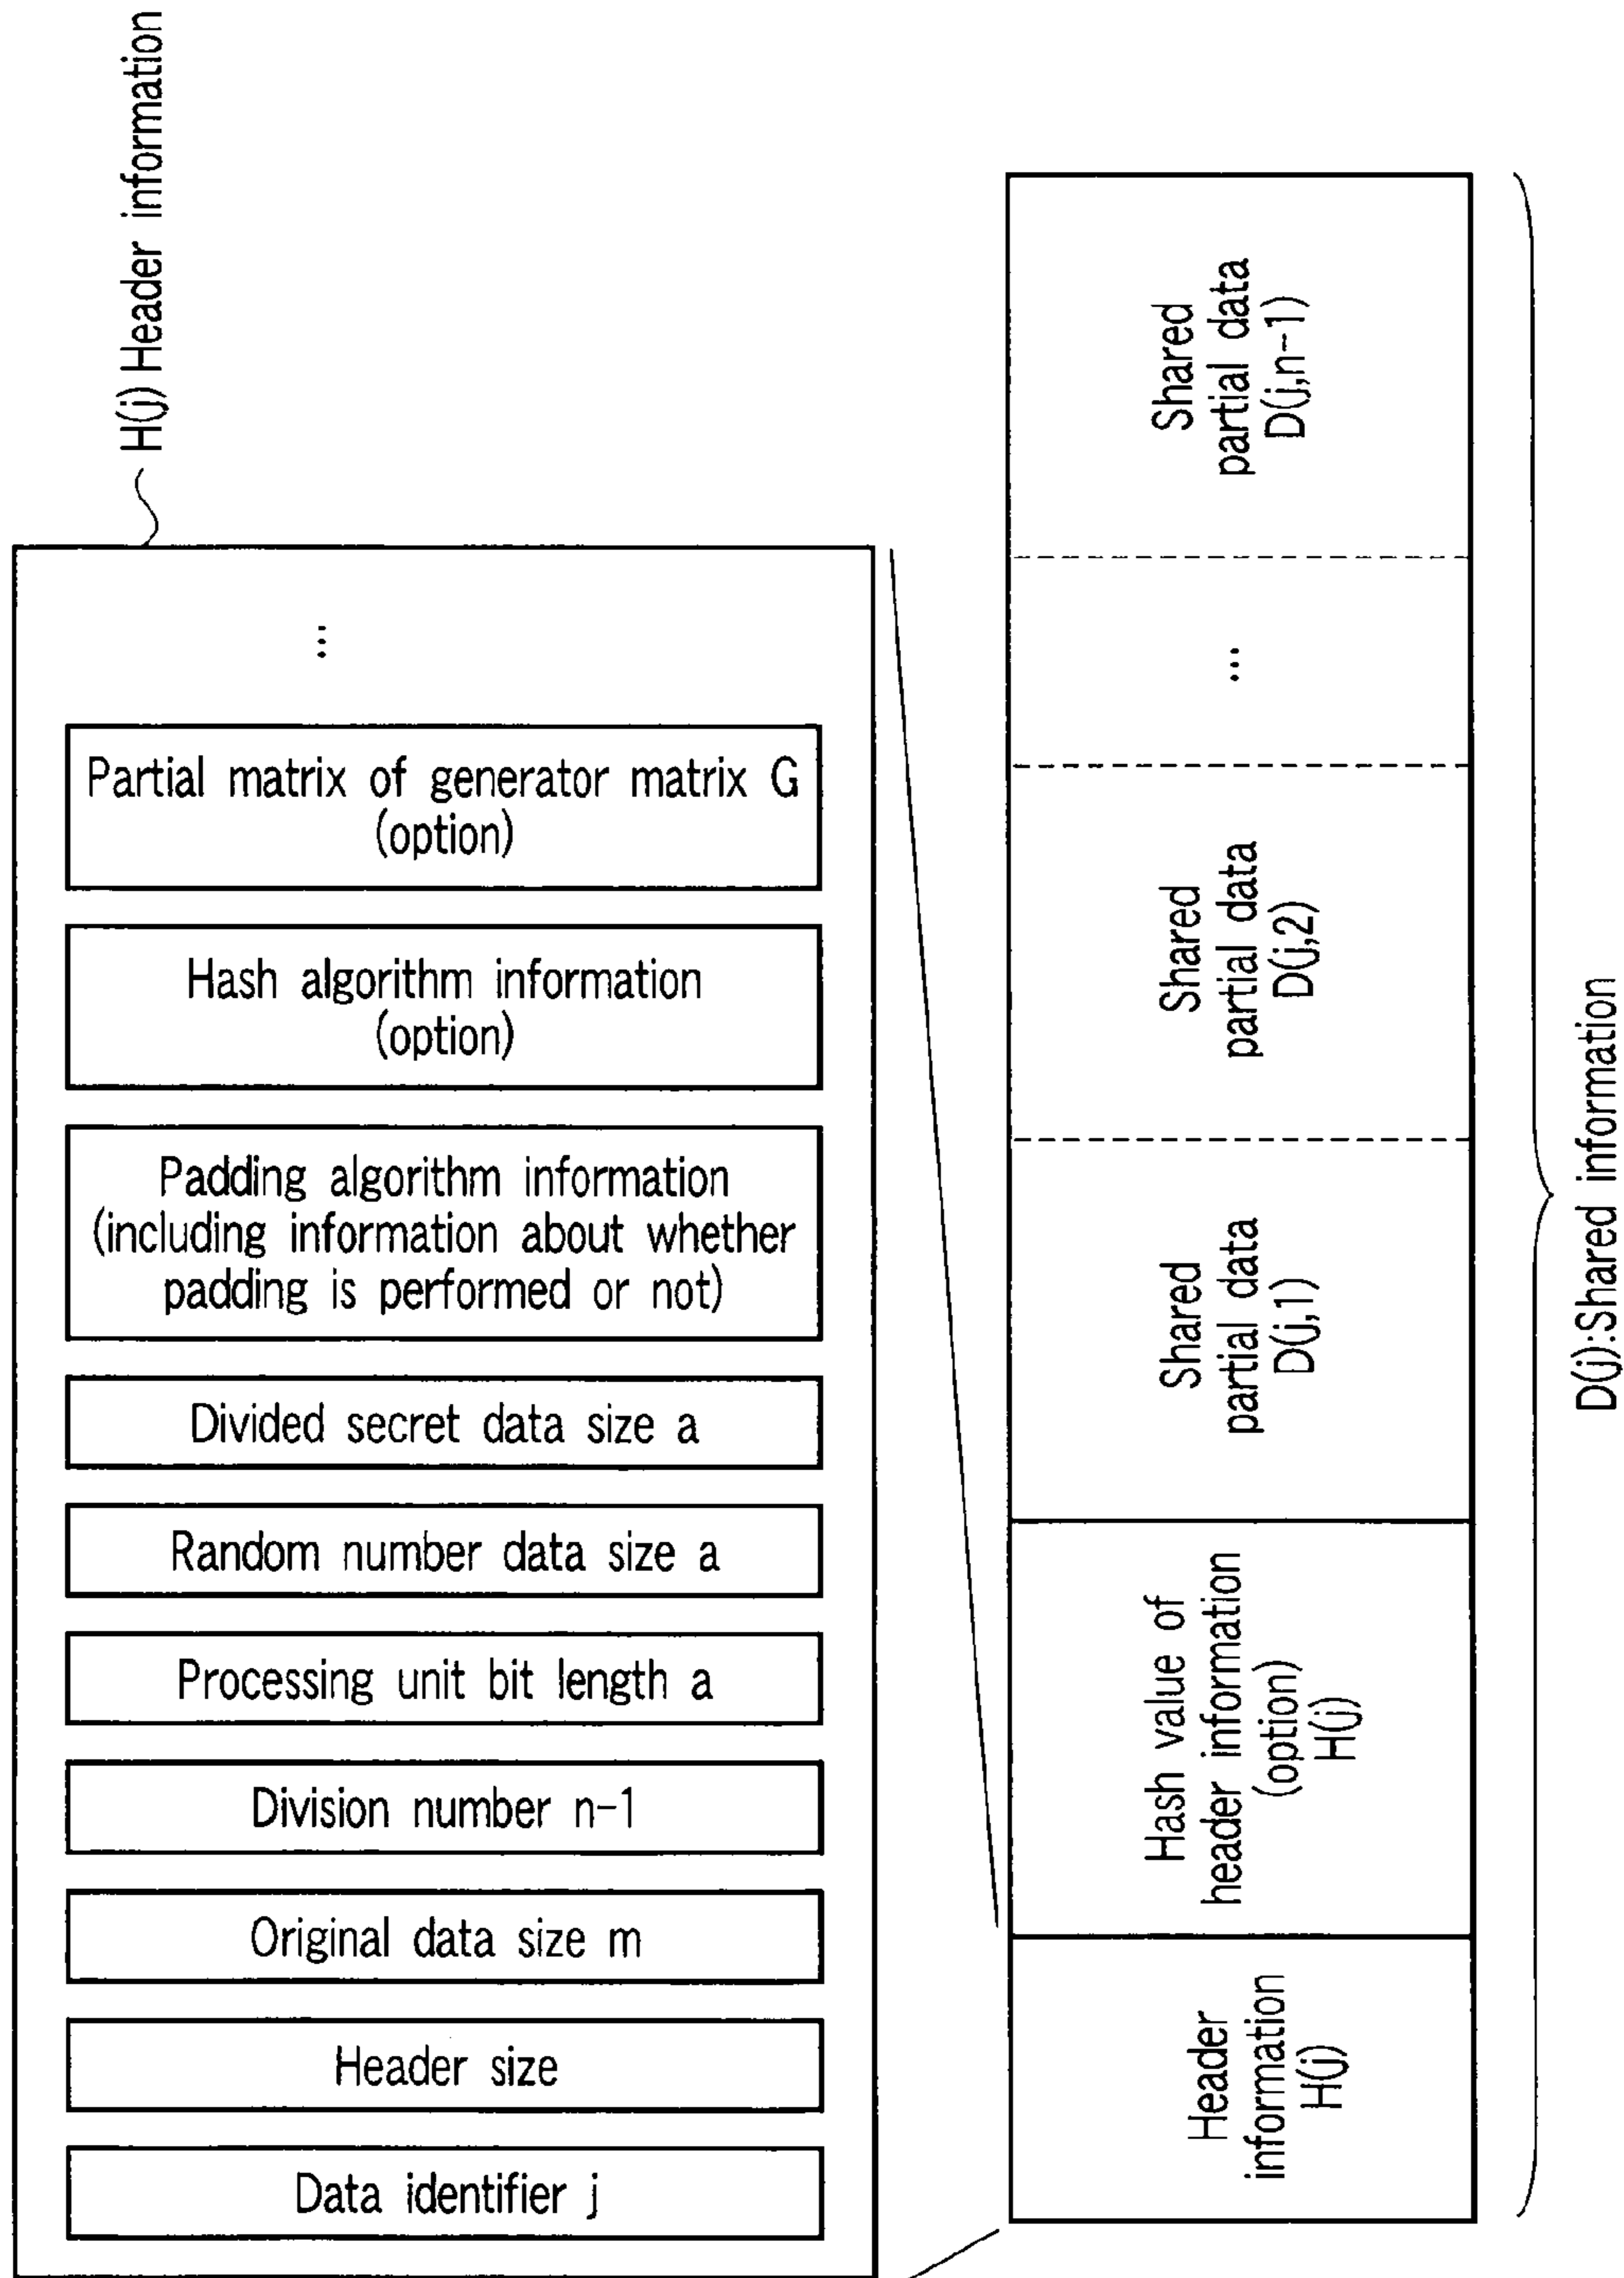 H(j) Header information
Partial matrix of generator matrix G
(option)
Hash algorithm information
(option)
Padding algorithm information
(including information about whether
padding is performed or not)
Divided secret data size a
Random number data size a
Processing unit bit length a
Division number n-1
Original data size m
Header size
Data identifier j
...
Header
information
H(j)
Hash value of
header information
(option)
H(j)
Shared
partial data
D(j,1)
Shared
partial data
D(j,2)
...
Shared
partial data
D(j,n-1)
D(j):Shared information